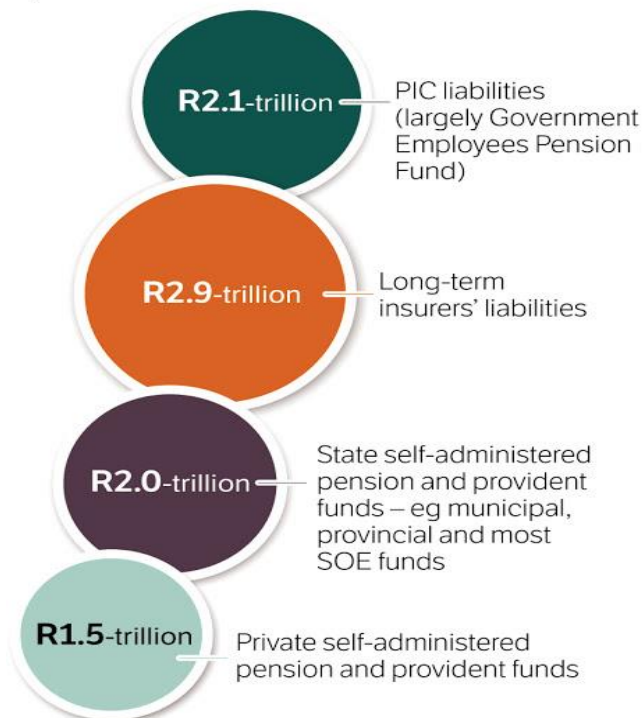 R2.1-trillion
PIC liabilities
(largely Government
Employees Pension
Fund)
R2.9-trillion
Long-term
insurers’ liabilities
R2.0-trillion
State self-administered
pension and provident
funds – eg municipal,
provincial and most
SOE funds
R1.5-trillion
Private self-administered
pension and provident funds